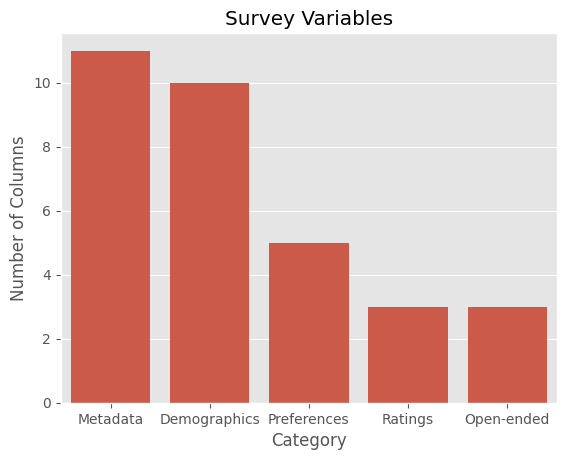 Survey Variables
Number of Columns
10
8
6
4
2
0
Metadata Demographics Preferences Ratings Open-ended
Category